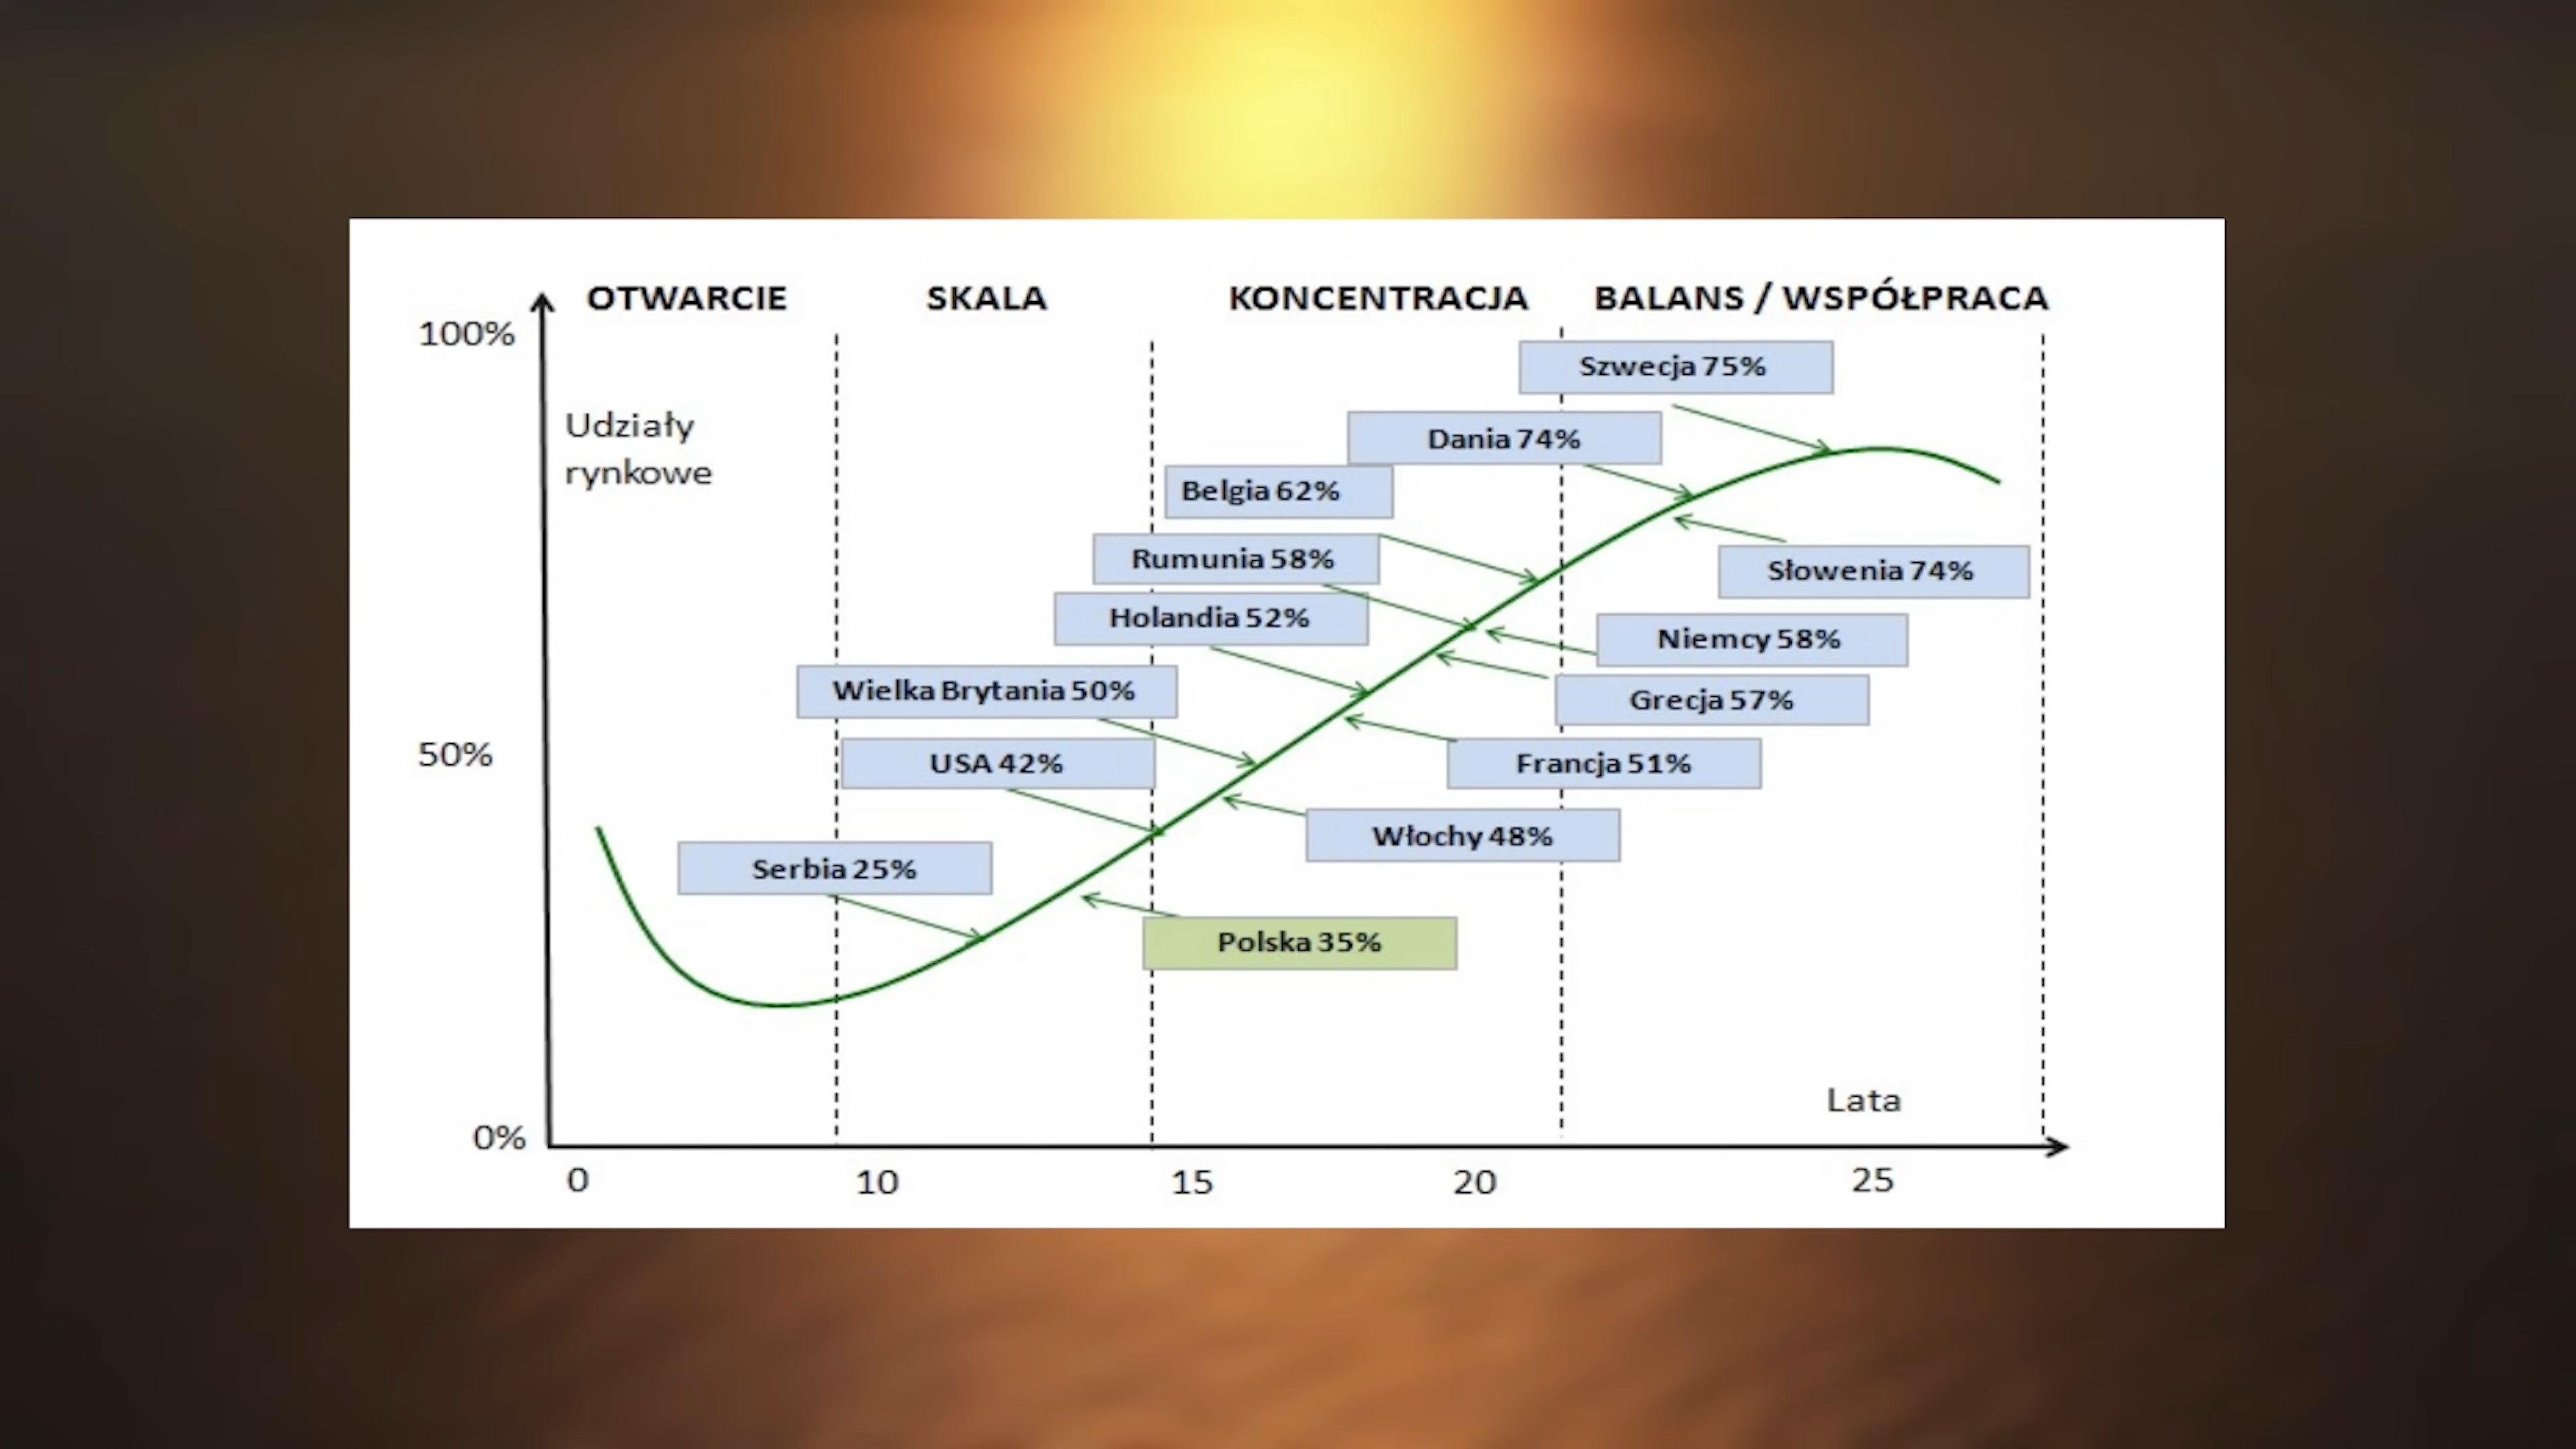 OTWARCIE
SKALA
KONCENTRACJA
BALANS / WSPÓŁPRACA
100%
Udziały
rynkowe
Szwecja 75%
Dania 74%
Belgia 62%
Rumunia 58%
Słowenia 74%
Holandia 52%
Niemcy 58%
Wielka Brytania 50%
Grecja 57%
50%
USA 42%
Francja 51%
Włochy 48%
Serbia 25%
Polska 35%
Lata
0%
0
10
15
20
25